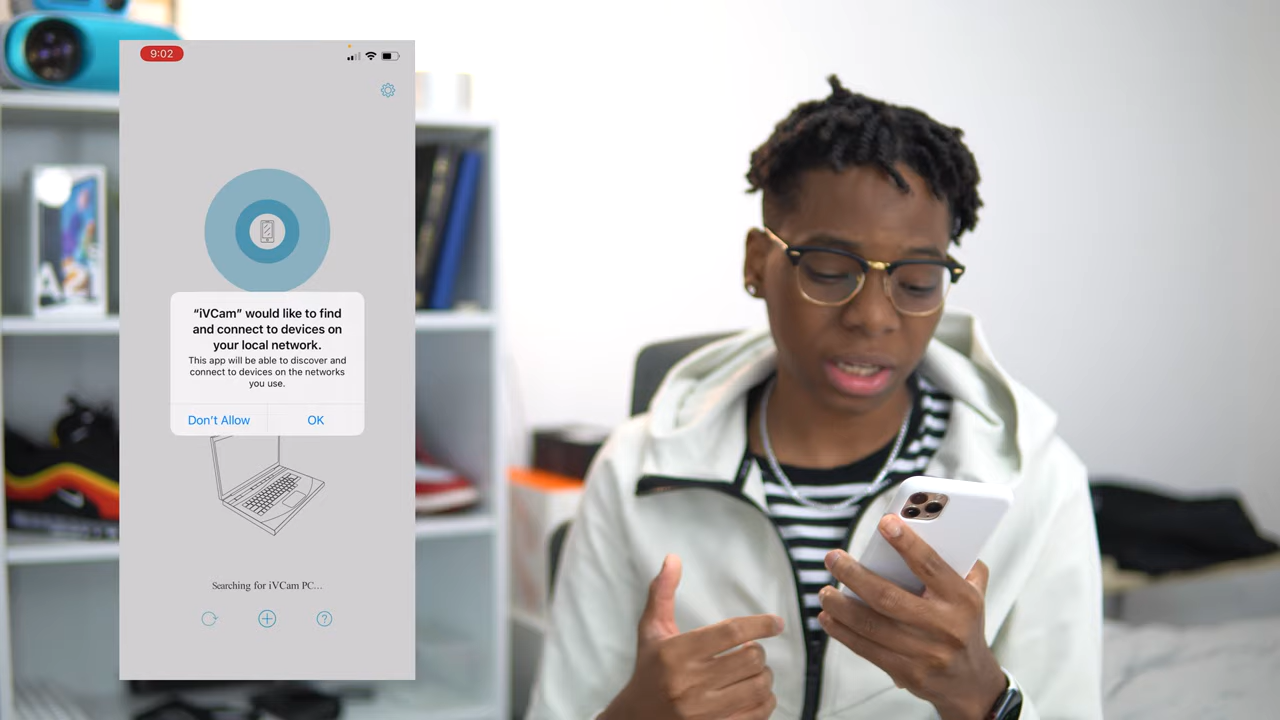 9:02
“iVCam” would like to find
and connect to devices on
your local network.
This app will be able to discover and
connect to devices on the networks
you use.
Don’t Allow
OK
Searching for iVCam PC...